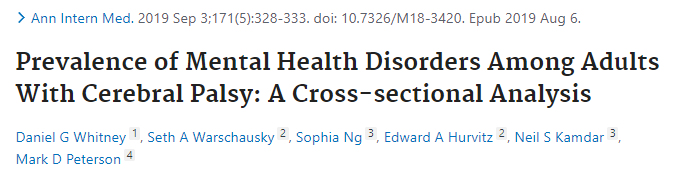 > Ann Intern Med. 2019 Sep 3;171(5):328-333. doi: 10.7326/M18-3420. Epub 2019 Aug 6.
Prevalence of Mental Health Disorders Among Adults
With Cerebral Palsy: A Cross-sectional Analysis
Daniel G Whitney 1, Seth A Warschausky 2, Sophia Ng 3, Edward A Hurvitz 2, Neil S Kamdar 3,
Mark D Peterson 4